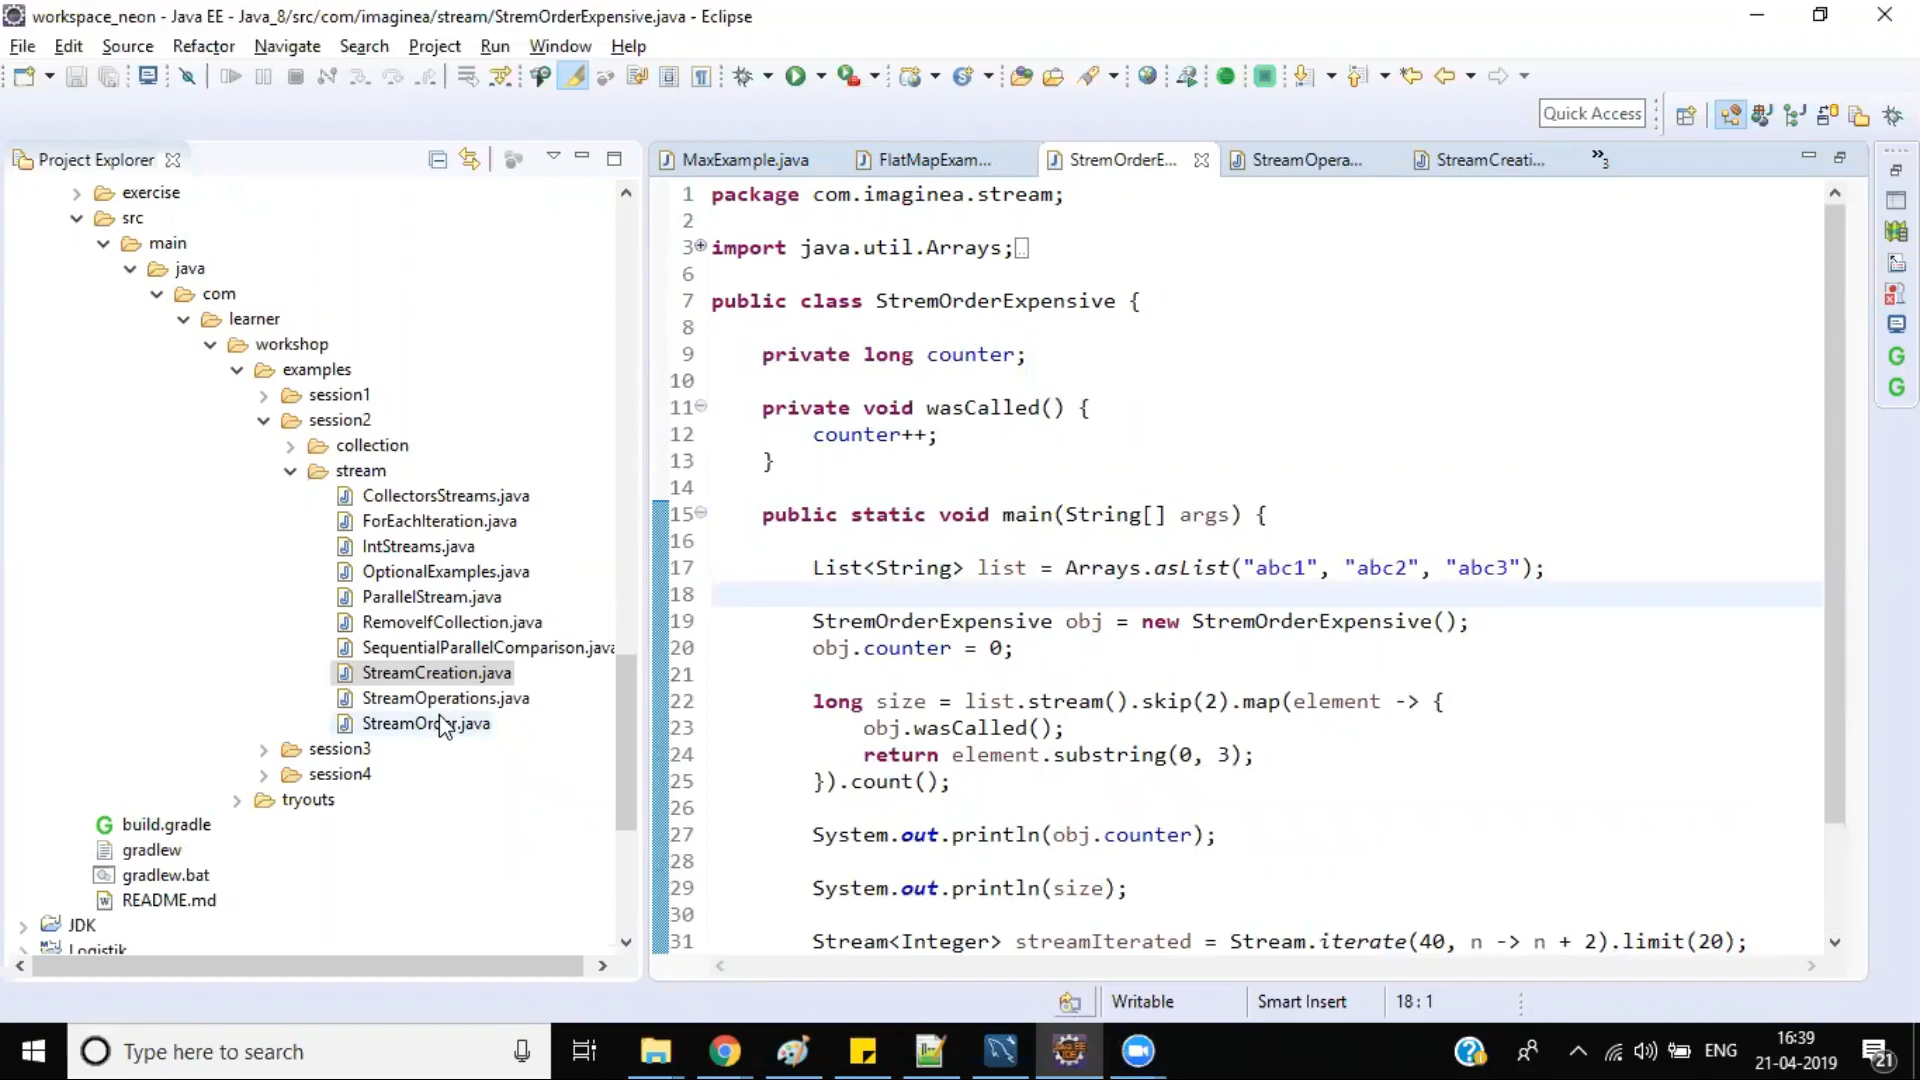 workspace_neon - Java EE - Java_8/src/com/imaginea/stream/StremOrderExpensive.java - Eclipse
File Edit Source Refactor Navigate Search Project Run Window Help
Quick Access
Project Explorer
exercise
src
main
java
com
learner
workshop
examples
session1
session2
collection
stream
CollectorsStreams.java
ForEachIteration.java
IntStreams.java
OptionalExamples.java
ParallelStream.java
RemoveIfCollection.java
SequentialParallelComparison.java
StreamCreation.java
StreamOperations.java
StreamOrder.java
session3
session4
tryouts
build.gradle
gradlew
gradlew.bat
README.md
JDK
Logistik
MaxExample.java FlatMapExam... StremOrderE... StreamOpera... StreamCreati... »3
1 package com.imaginea.stream;
2
3 import java.util.Arrays;
6
7 public class StremOrderExpensive {
8
9 private long counter;
10
11 private void wasCalled() {
12 counter++;
13 }
14
15 public static void main(String[] args) {
16
17 List<String> list = Arrays.asList("abc1", "abc2", "abc3");
18
19 StremOrderExpensive obj = new StremOrderExpensive();
20 obj.counter = 0;
21
22 long size = list.stream().skip(2).map(element -> {
23 obj.wasCalled();
24 return element.substring(0, 3);
25 }).count();
26
27 System.out.println(obj.counter);
28
29 System.out.println(size);
30
31 Stream<Integer> streamIterated = Stream.iterate(40, n -> n + 2).limit(20);
Writable Smart Insert 18 : 1
Type here to search
ENG
16:39
21-04-2019
21